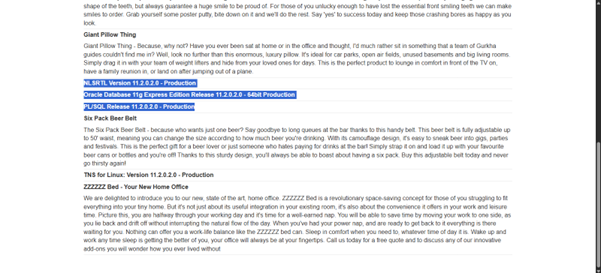 shape of the teeth, but always guarantee a huge smile to be proud of. For those of you unlucky enough to have lost the essential front smiling teeth we can make
smiles to order. Grab yourself some poster putty, bite down on it and we'll do the rest. Say 'yes' to success today and keep those crashing bores as happy as you
look.
Giant Pillow Thing
Giant Pillow Thing - Because, why not? Have you ever been sat at home or in the office and thought, I'd much rather sit in something that a team of Gurkha
guides couldn't find me in? Well, look no further than this enormous, luxury pillow. It's ideal for car parks, open air fields, unused basements and big living rooms.
Simply drag it in with your team of weight lifters and hide from your loved ones for days. This is the perfect product to lounge in comfort in front of the TV on,
have a family reunion in, or land on after jumping out of a plane.
NLSRTL Version 11.2.0.2.0 - Production
Oracle Database 11g Express Edition Release 11.2.0.2.0 - 64bit Production
PL/SQL Release 11.2.0.2.0 - Production
Six Pack Beer Belt
The Six Pack Beer Belt - because who wants just one beer? Say goodbye to long queues at the bar thanks to this handy belt. This beer belt is fully adjustable up
to 50' waist, meaning you can change the size according to how much beer you're drinking. With its camouflage design, it's easy to sneak beer into gigs, parties
and festivals. This is the perfect gift for a beer lover or just someone who hates paying for drinks at the bar! Simply strap it on and load it up with your favourite
beer cans or bottles and you're off! Thanks to this sturdy design, you'll always be able to boast about having a six pack. Buy this adjustable belt today and never
go thirsty again!
TNS for Linux: Version 11.2.0.2.0 - Production
ZZZZZZ Bed - Your New Home Office
We are delighted to introduce you to our new, state of the art, home office. ZZZZZZ Bed is a revolutionary space-saving concept for those of you struggling to fit
everything into your tiny home. But it's not just about its useful integration in your existing room, it's also about the convenience it offers in your work and leisure
time. Picture this, you are halfway through your working day and it's time for a well-earned nap. You will be able to save time by moving your work to one side, as
you lie back and drift off without interrupting the natural flow of the day. When you've had your power nap, and are ready to get back to it everything is there
waiting for you. Nothing can offer you a work-life balance like the ZZZZZZ bed can. Sleep in comfort when you need to, whatever time of day it is. Wake up and
work any time sleep is getting the better of you, your office will always be at your fingertips. Call us today for a free quote and to discuss any of our innovative
add-ons you will wonder how you ever lived without.